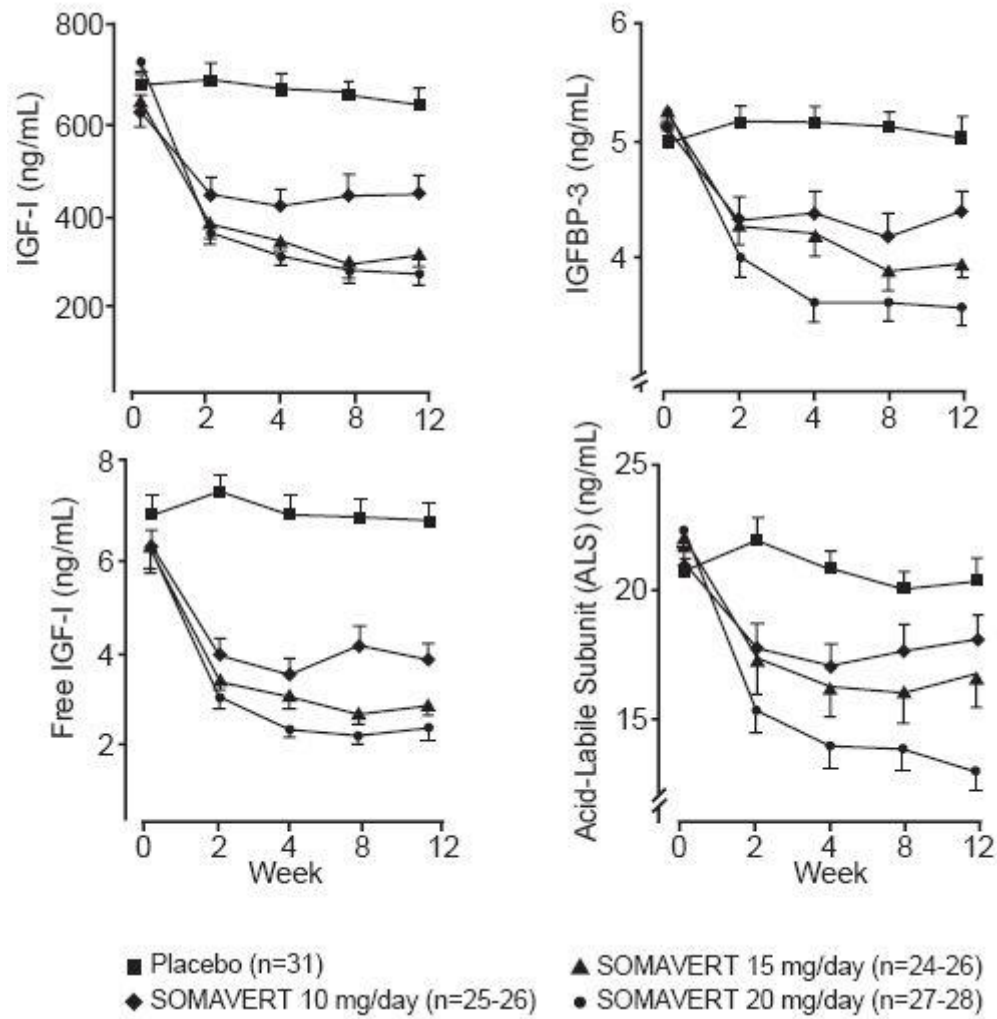 800
600
400
200
IGF-I (ng/mL)
0 2 4 8 12
6
5
4
IGFBP-3 (ng/mL)
0 2 4 8 12
8
6
4
2
Free IGF-I (ng/mL)
0 2 4 8 12
Week
25
20
15
Acid-Labile Subunit (ALS) (ng/mL)
0 2 4 8 12
Week
Placebo (n=31)
SOMAVERT 10 mg/day (n=25-26)
SOMAVERT 15 mg/day (n=24-26)
SOMAVERT 20 mg/day (n=27-28)